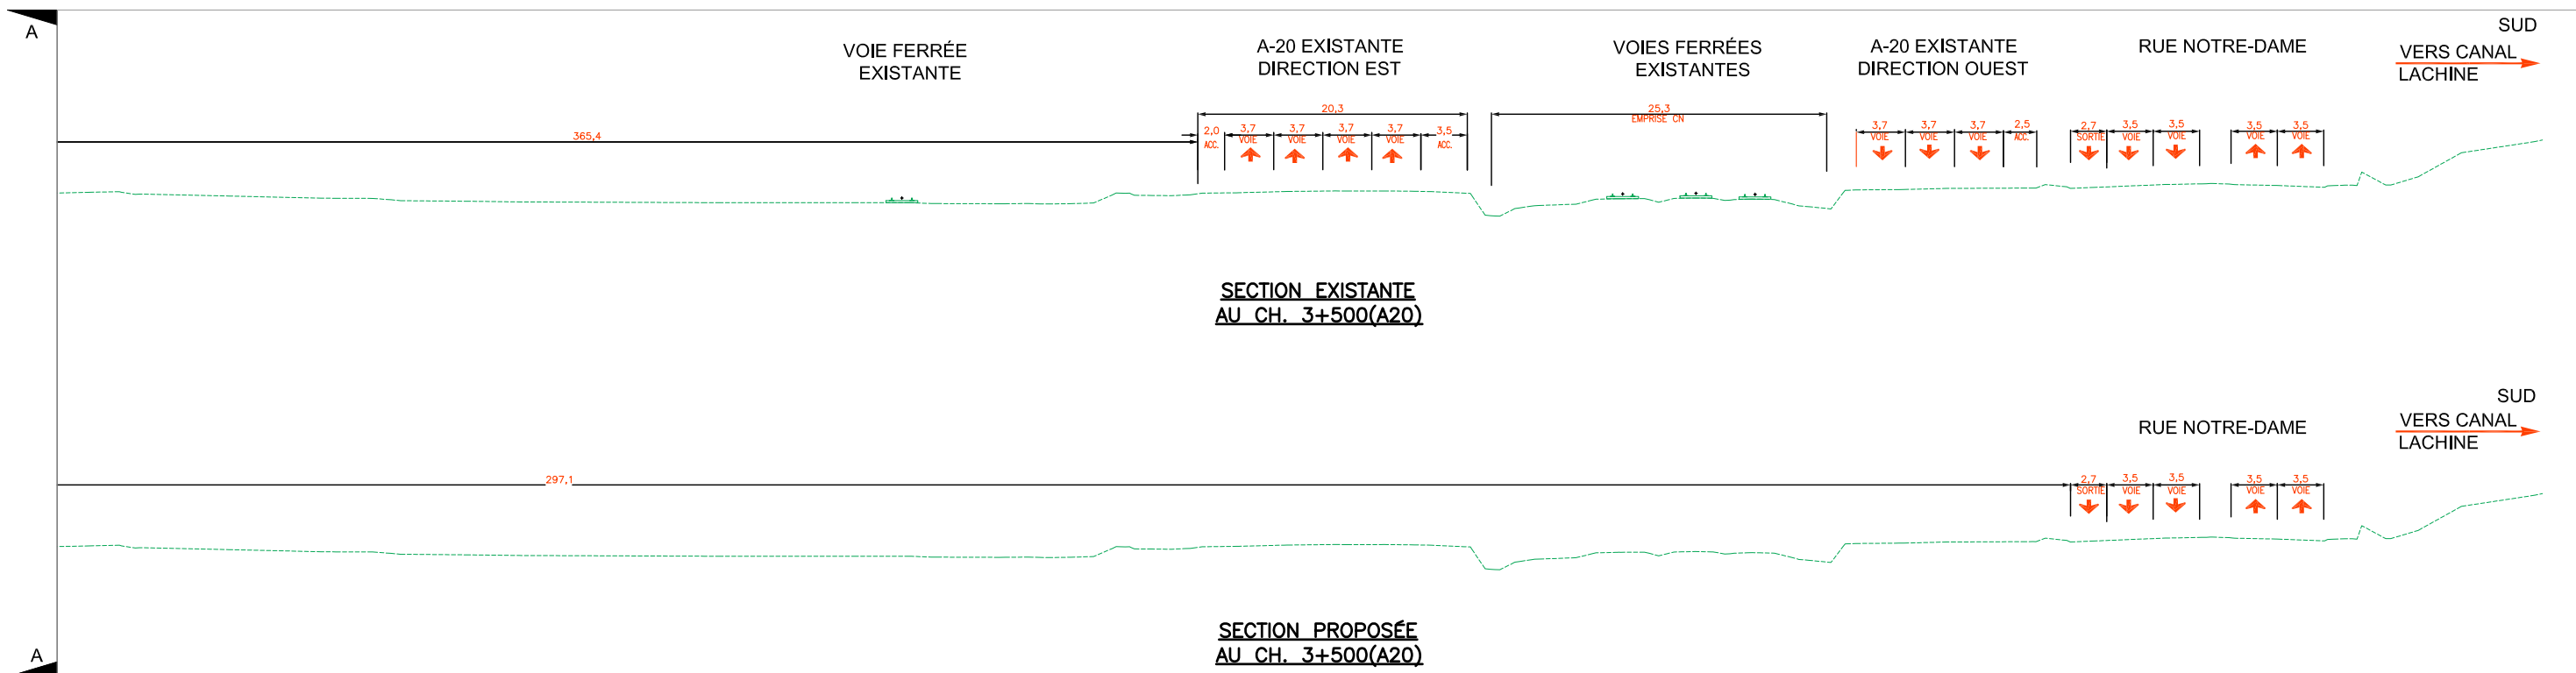 A
VOIE FERRÉE
EXISTANTE
A-20 EXISTANTE
DIRECTION EST
VOIES FERRÉES
EXISTANTES
A-20 EXISTANTE
DIRECTION OUEST
RUE NOTRE-DAME
SUD
VERS CANAL
LACHINE
365,4
20,3
2,0
ACC.
3,7
VOIE
3,7
VOIE
3,7
VOIE
3,7
VOIE
3,5
ACC.
25,3
EMPRISE CN
3,7
VOIE
3,7
VOIE
3,7
VOIE
2,5
ACC.
2,7
SORTIE
3,5
VOIE
3,5
VOIE
3,5
VOIE
3,5
VOIE
SECTION EXISTANTE
AU CH. 3+500(A20)
SUD
VERS CANAL
LACHINE
RUE NOTRE-DAME
297,1
2,7
SORTIE
3,5
VOIE
3,5
VOIE
3,5
VOIE
3,5
VOIE
SECTION PROPOSÉE
AU CH. 3+500(A20)
A